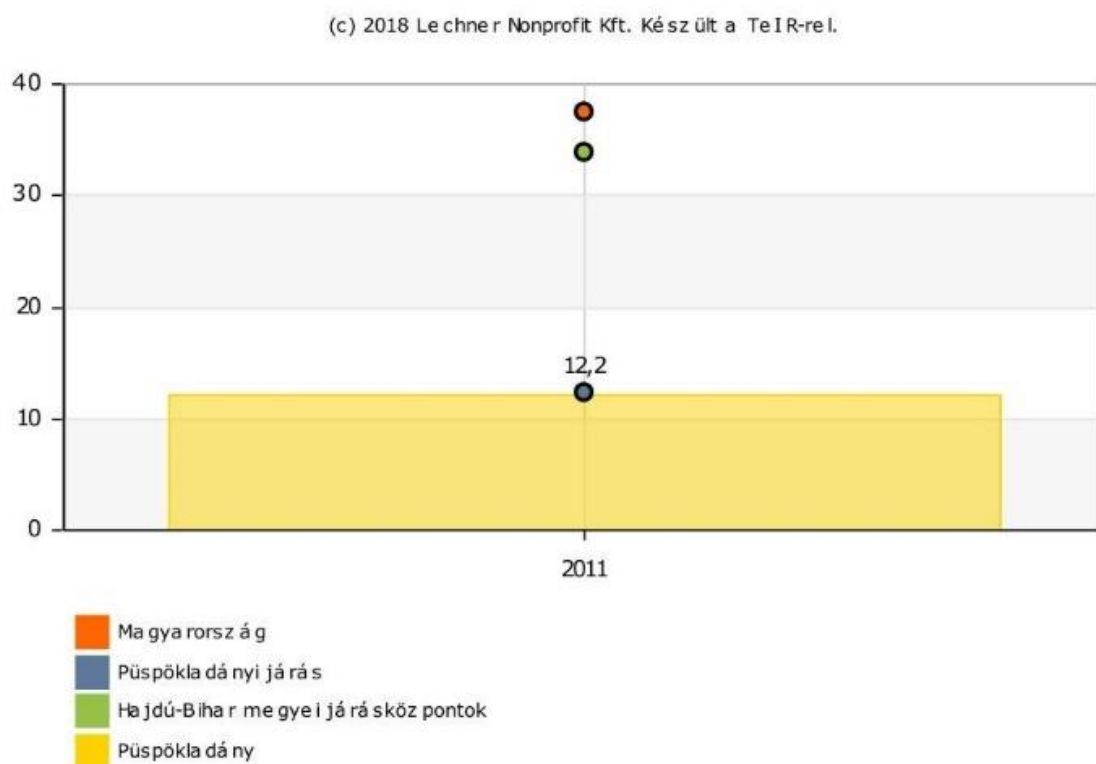 (c) 2018 Lechner Nonprofit Kft. Készült a TeIR-rel.
40
30
20
10
0
12,2
2011
Magyarország
Püspökladányi járás
Hajdú-Bihar megyei járásközpontok
Püspökladány